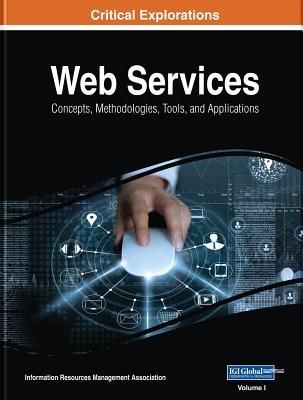 Critical Explorations
Web Services
Concepts, Methodologies, Tools, and Applications
Information Resources Management Association
IGI Global
Volume I